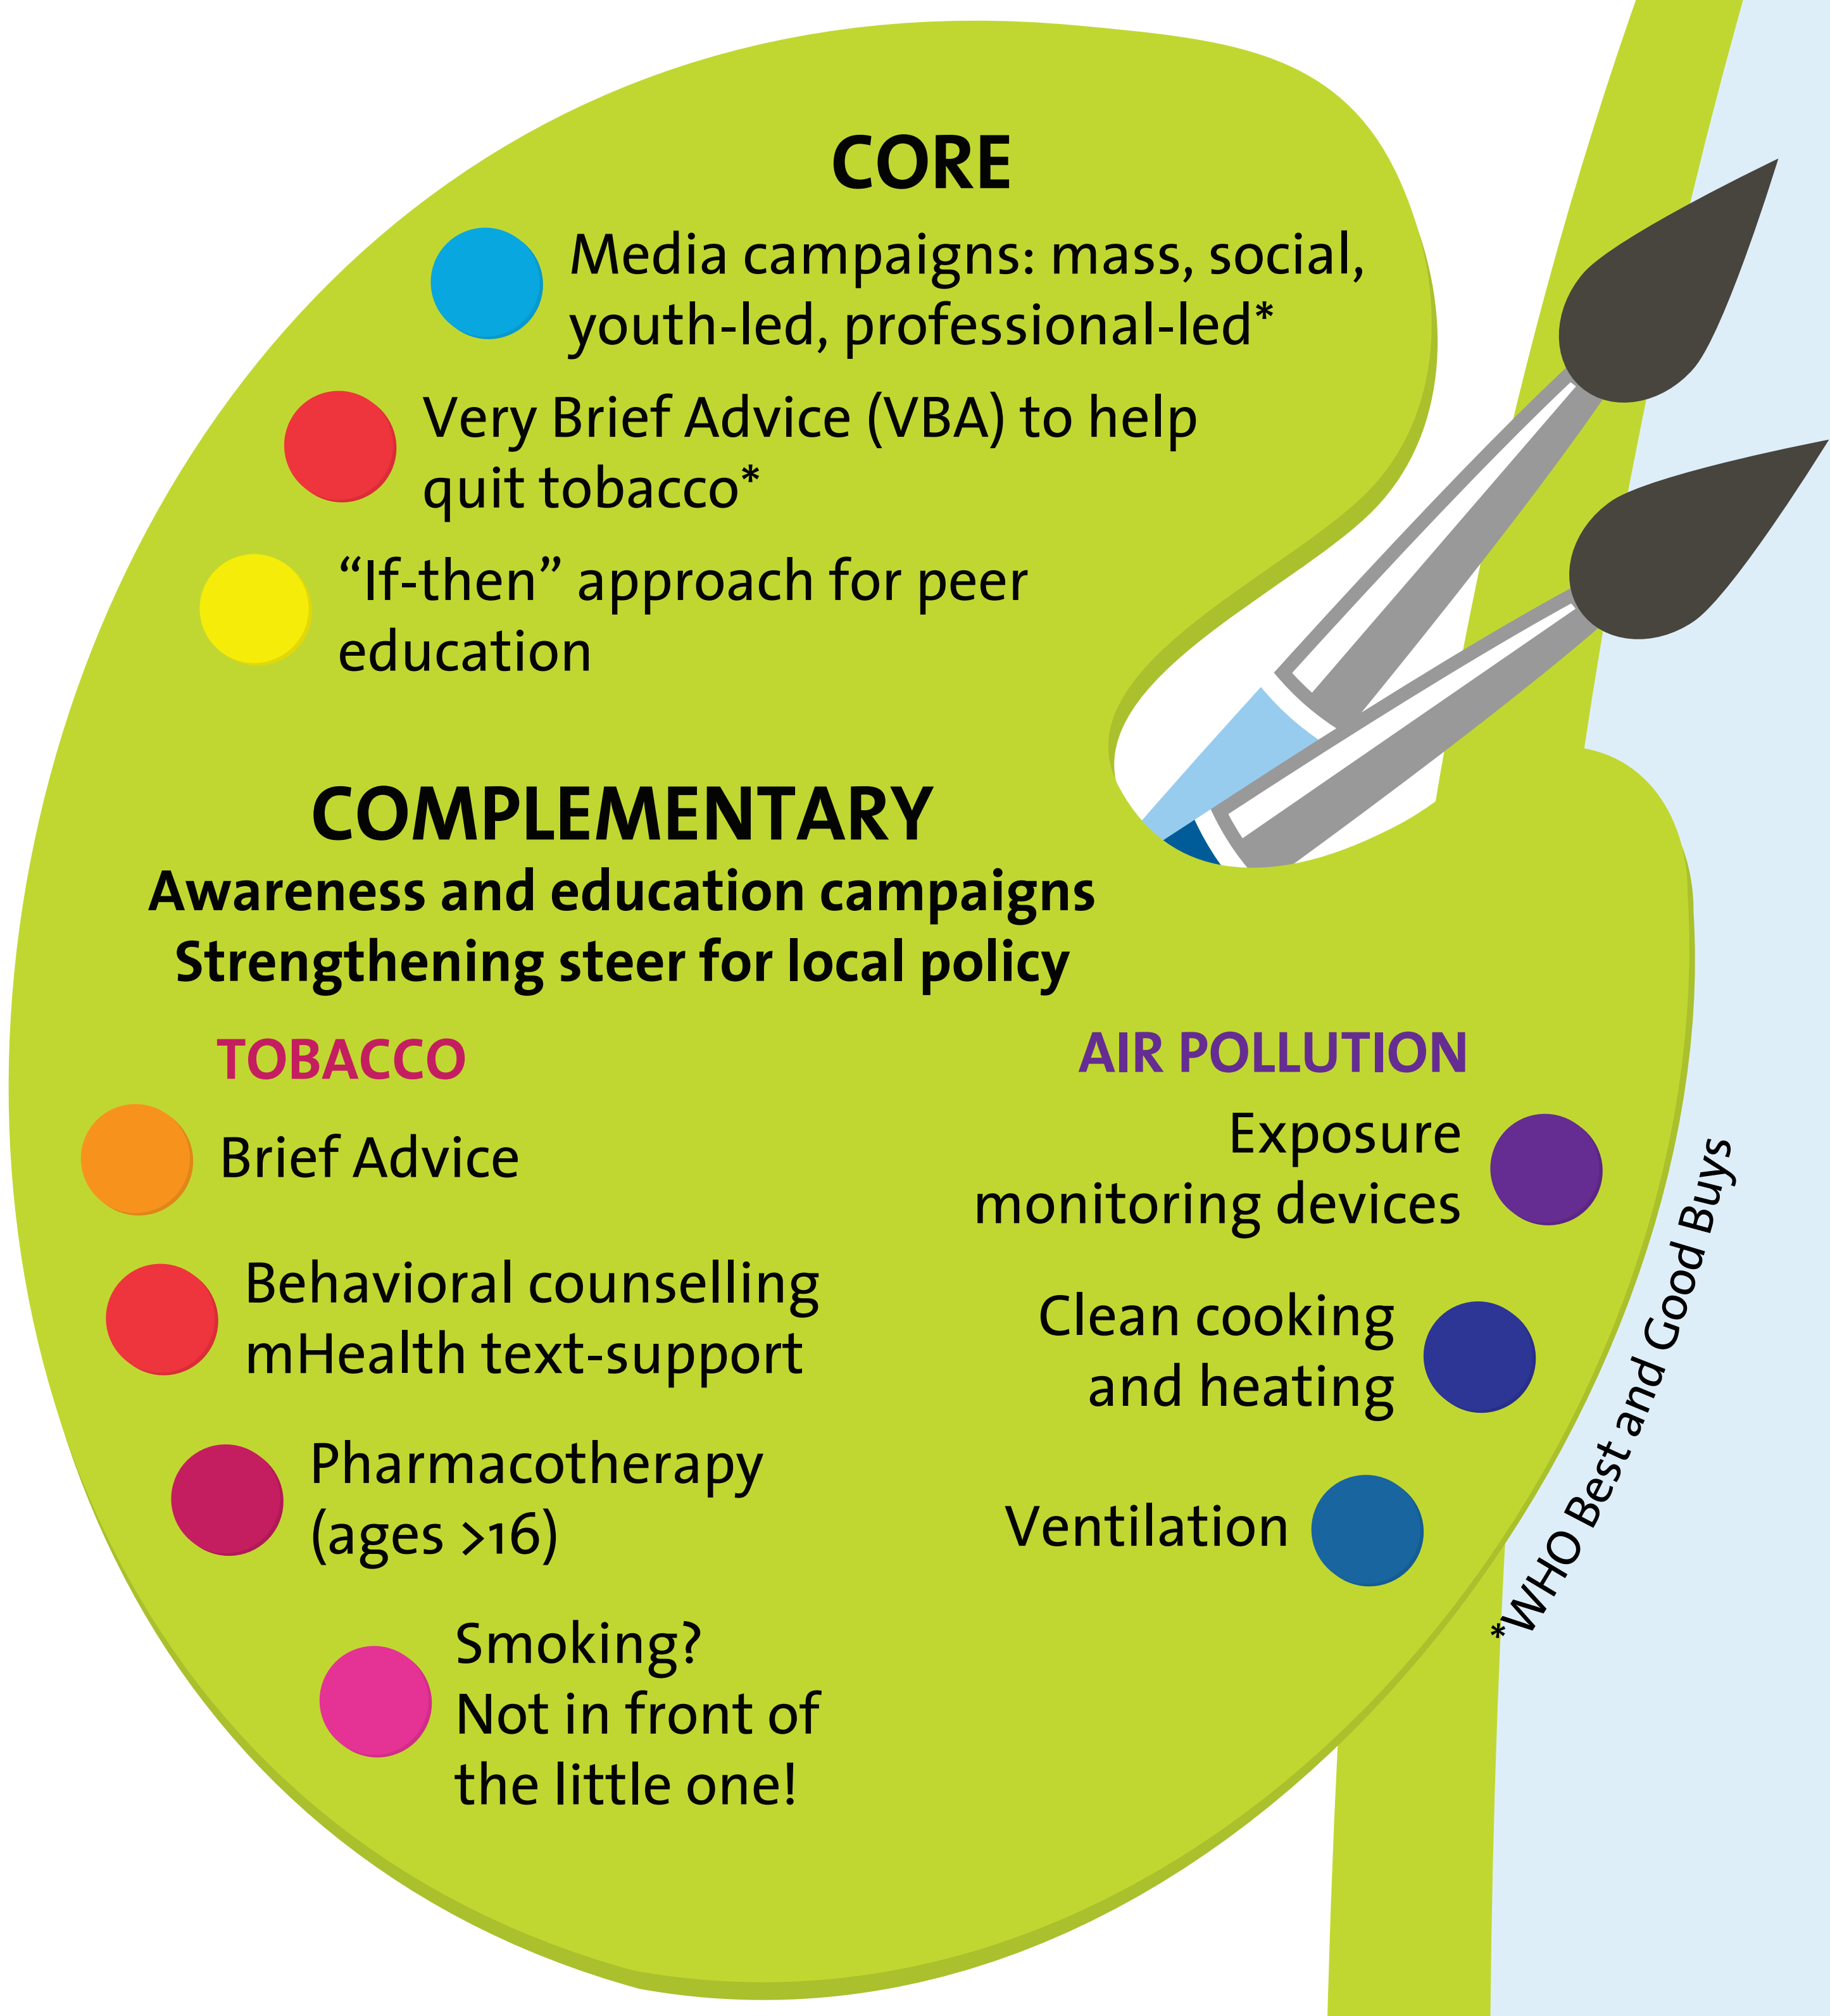 CORE
Media campaigns: mass, social,
youth-led, professional-led*
Very Brief Advice (VBA) to help
quit tobacco*
“If-then” approach for peer
education
COMPLEMENTARY
Awareness and education campaigns
Strengthening steer for local policy
TOBACCO
Brief Advice
Behavioral counselling
mHealth text-support
Pharmacotherapy
(ages >16)
Smoking?
Not in front of
the little one!
AIR POLLUTION
Exposure
monitoring devices
Clean cooking
and heating
Ventilation
*WHO Best and Good Buys